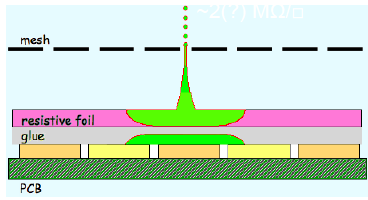 ~2(?) MΩ/□
mesh
resistive foil
glue
PCB